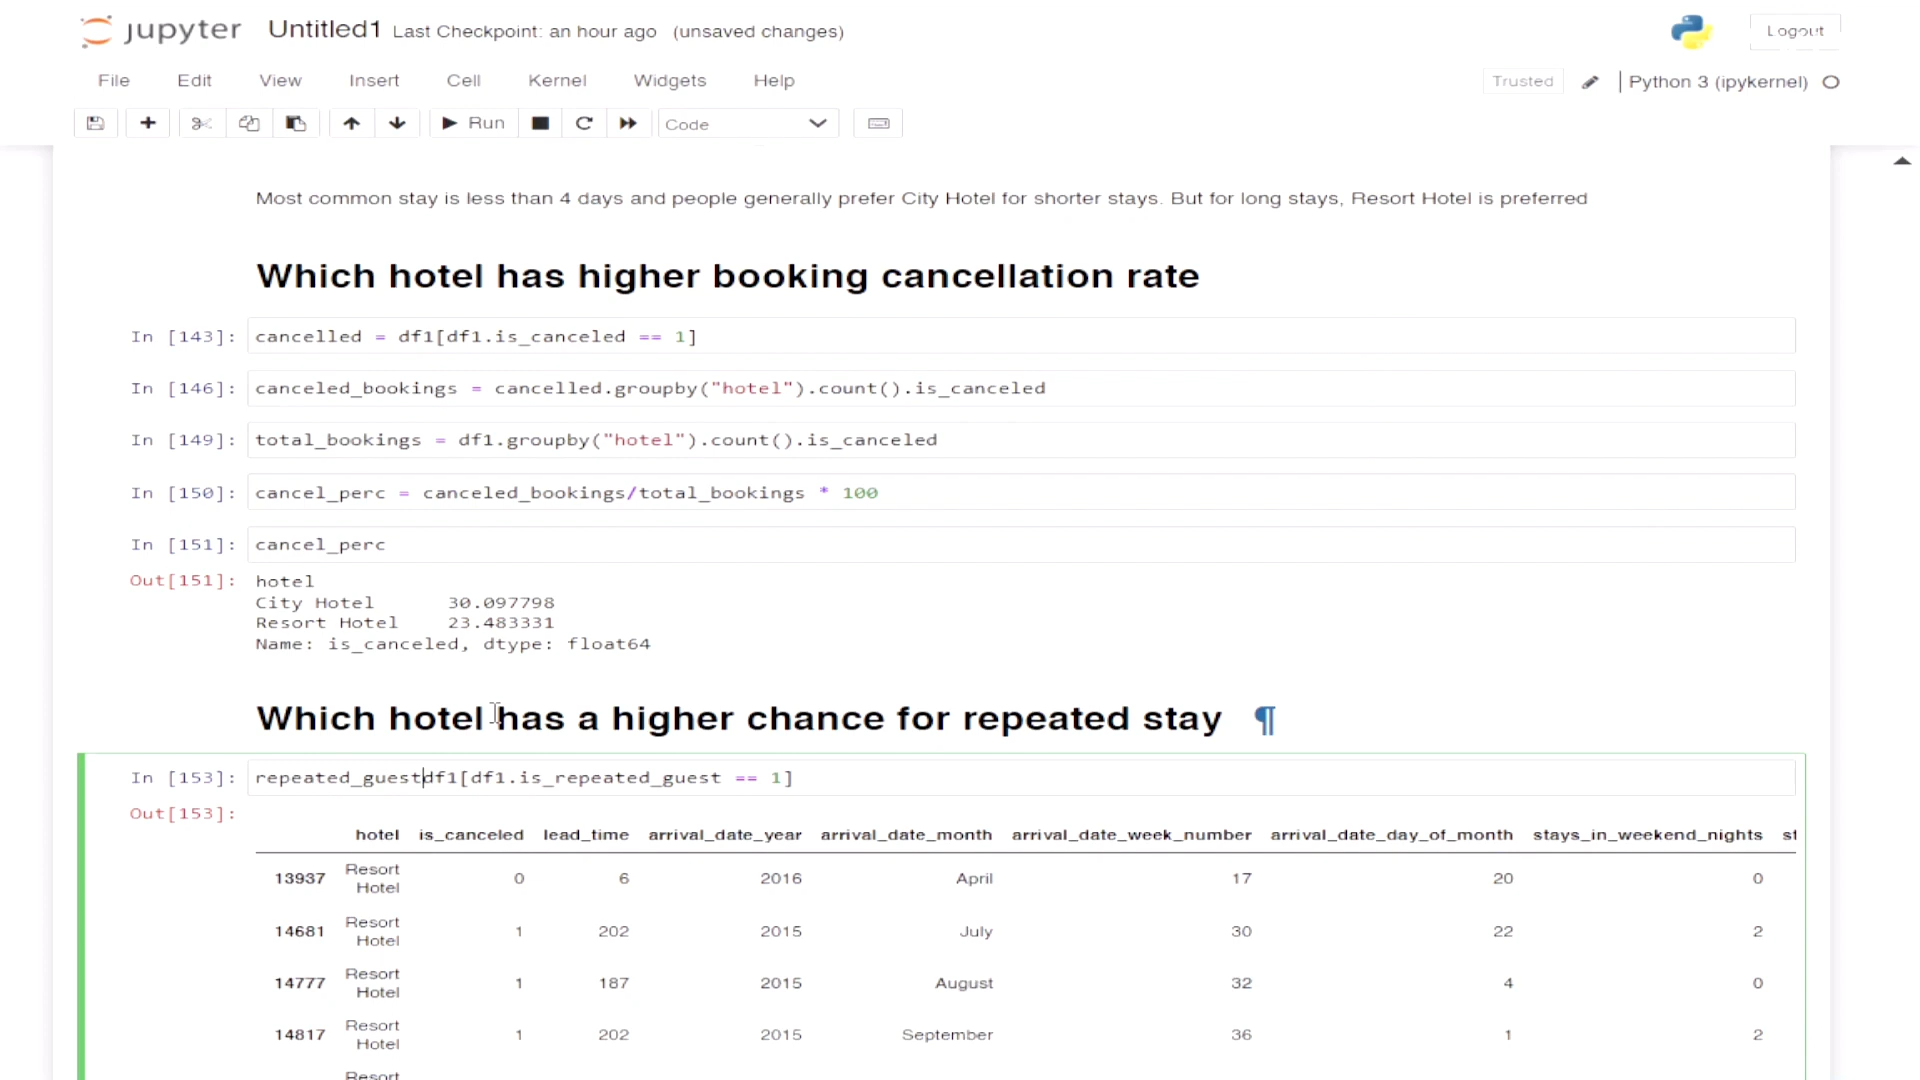 jupyter Untitled1 Last Checkpoint: an hour ago (unsaved changes) Logout
File Edit View Insert Cell Kernel Widgets Help Trusted Python 3 (ipykernel)
Run Code
Most common stay is less than 4 days and people generally prefer City Hotel for shorter stays. But for long stays, Resort Hotel is preferred
Which hotel has higher booking cancellation rate
In [143]: cancelled = df1[df1.is_canceled == 1]
In [146]: canceled_bookings = cancelled.groupby("hotel").count().is_canceled
In [149]: total_bookings = df1.groupby("hotel").count().is_canceled
In [150]: cancel_perc = canceled_bookings/total_bookings * 100
In [151]: cancel_perc
Out[151]: hotel
City Hotel 30.097798
Resort Hotel 23.483331
Name: is_canceled, dtype: float64
Which hotel has a higher chance for repeated stay ¶
In [153]: repeated_guestdf1[df1.is_repeated_guest == 1]
Out[153]:
hotel is_canceled lead_time arrival_date_year arrival_date_month arrival_date_week_number arrival_date_day_of_month stays_in_weekend_nights st
13937 Resort Hotel 0 6 2016 April 17 20 0
14681 Resort Hotel 1 202 2015 July 30 22 2
14777 Resort Hotel 1 187 2015 August 32 4 0
14817 Resort Hotel 1 202 2015 September 36 1 2
Resort